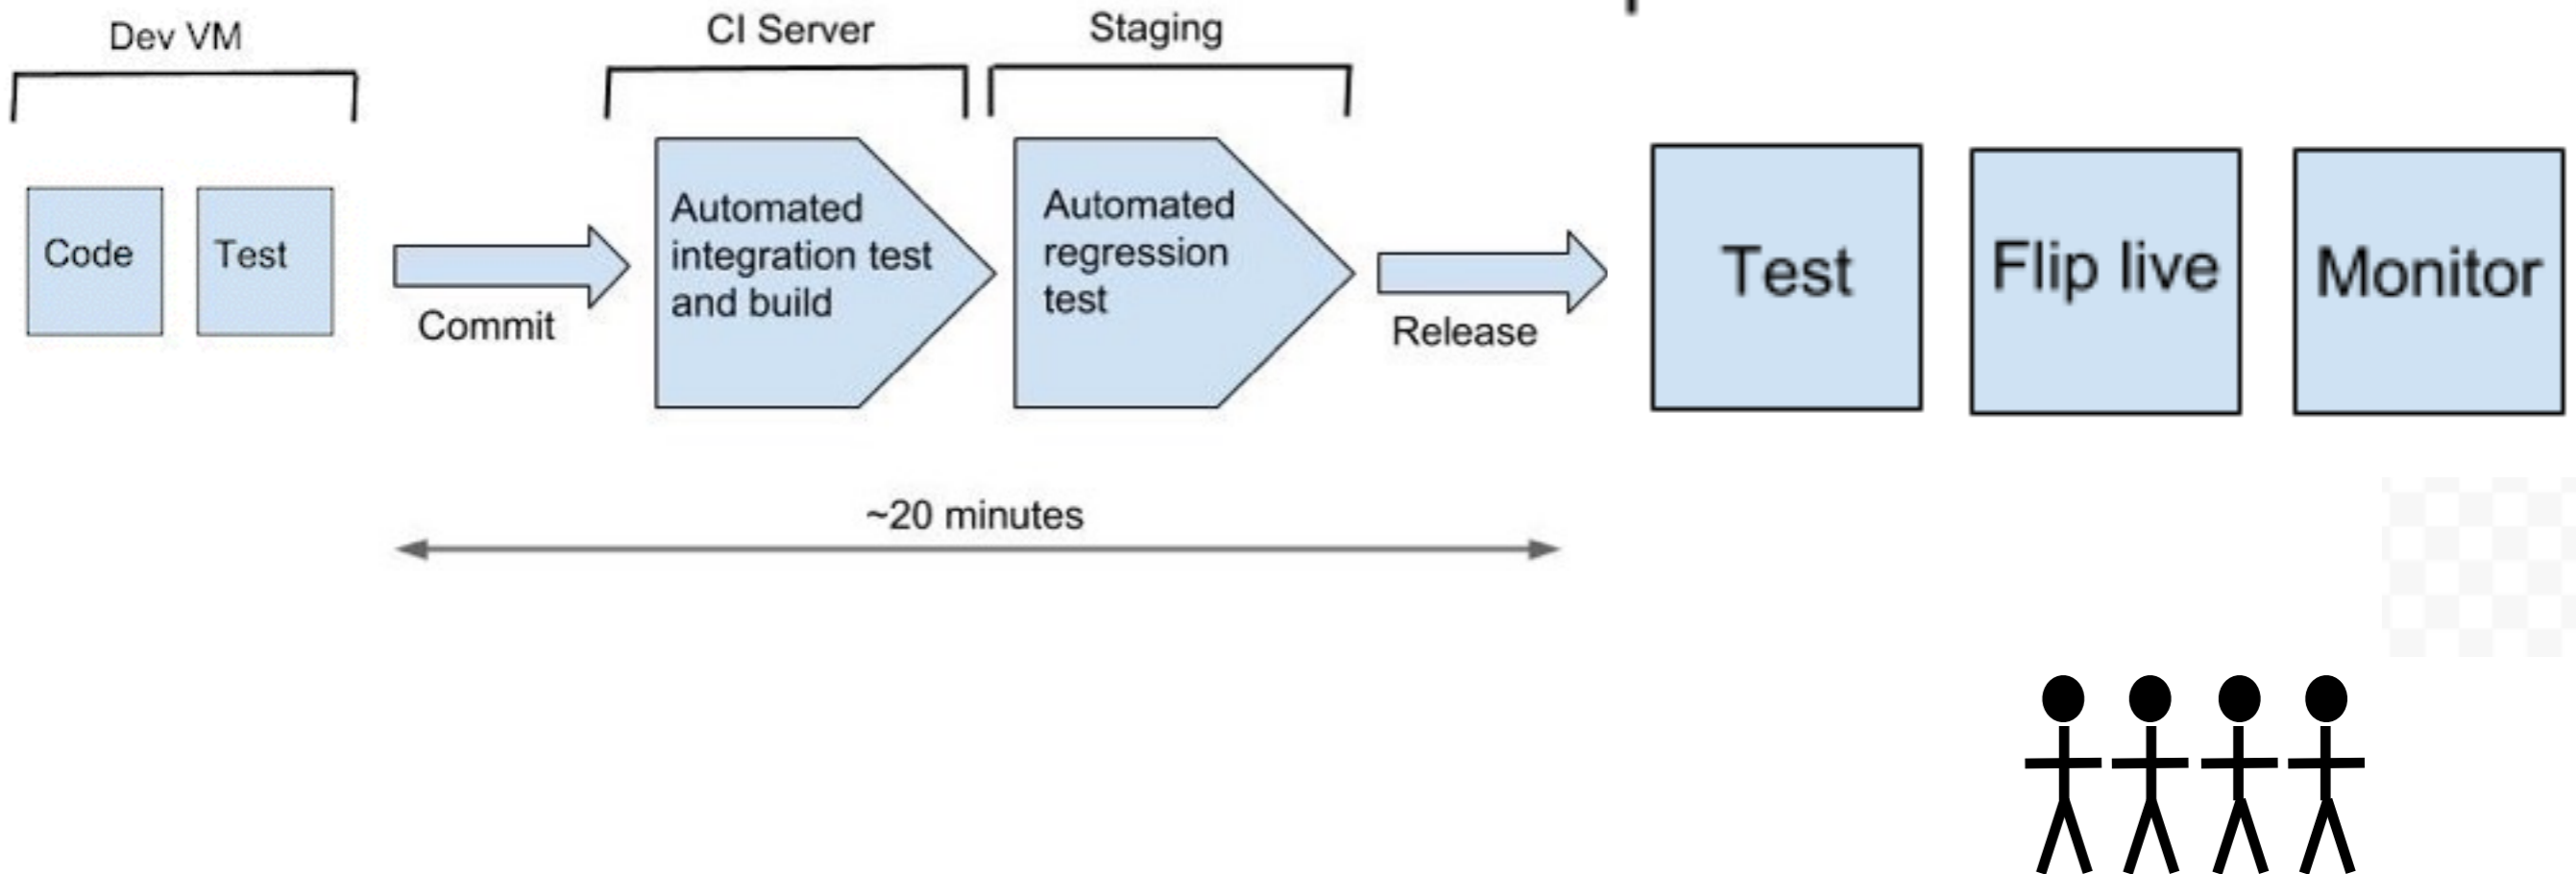 Dev VM
CI Server
Staging
Code
Test
Commit
Automated
integration test
and build
Automated
regression
test
Release
Test
Flip live
Monitor
~20 minutes